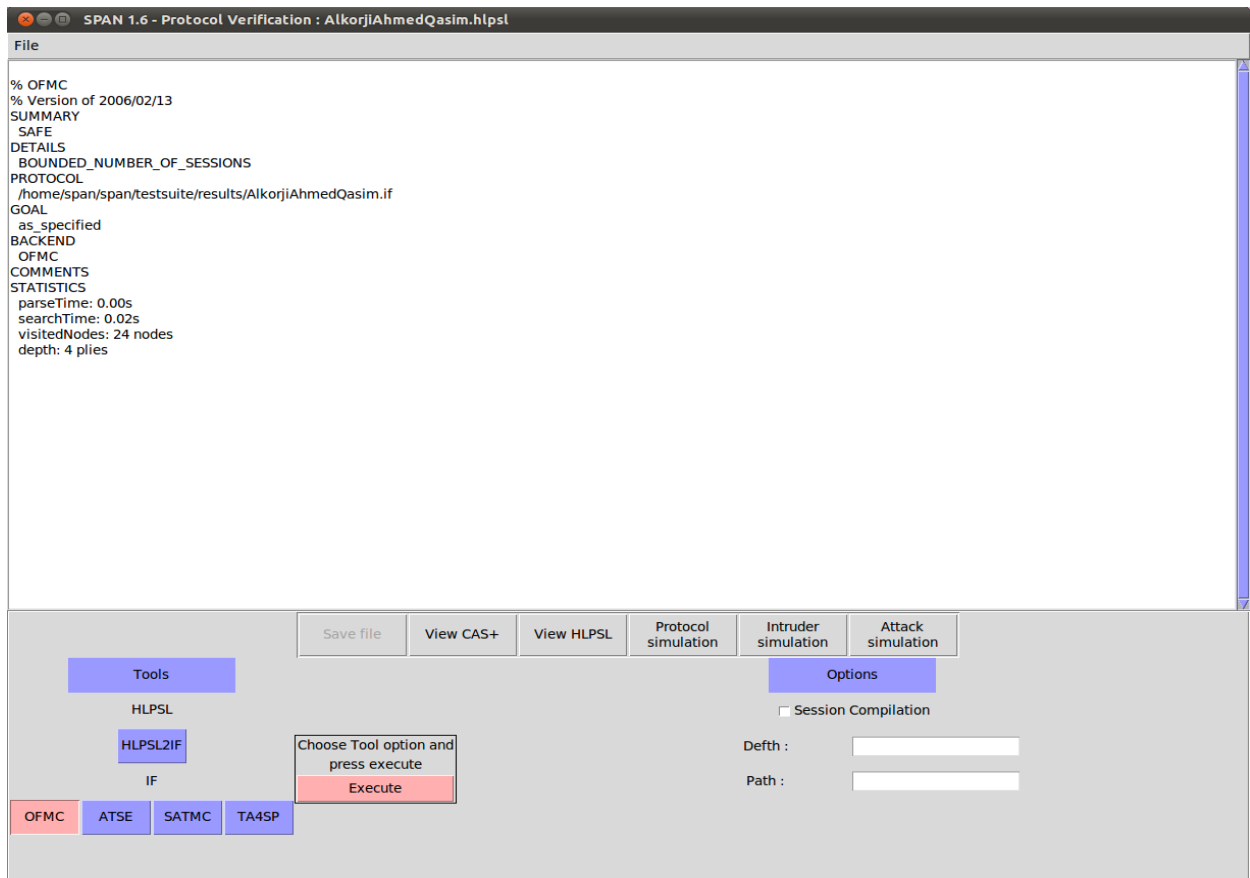 SPAN 1.6 - Protocol Verification : AlkorjiAhmedQasim.hlpsl
File
% OFMC
% Version of 2006/02/13
SUMMARY
SAFE
DETAILS
BOUNDED_NUMBER_OF_SESSIONS
PROTOCOL
/home/span/span/testsuite/results/AlkorjiAhmedQasim.if
GOAL
as_specified
BACKEND
OFMC
COMMENTS
STATISTICS
parseTime: 0.00s
searchTime: 0.02s
visitedNodes: 24 nodes
depth: 4 plies
Save file
View CAS+
View HLPSL
Protocol
simulation
Intruder
simulation
Attack
simulation
Tools
HLPSL
HLPSL2IF
IF
OFMC
ATSE
SATMC
TA4SP
Choose Tool option and
press execute
Execute
Options
Session Compilation
Defth :
Path :